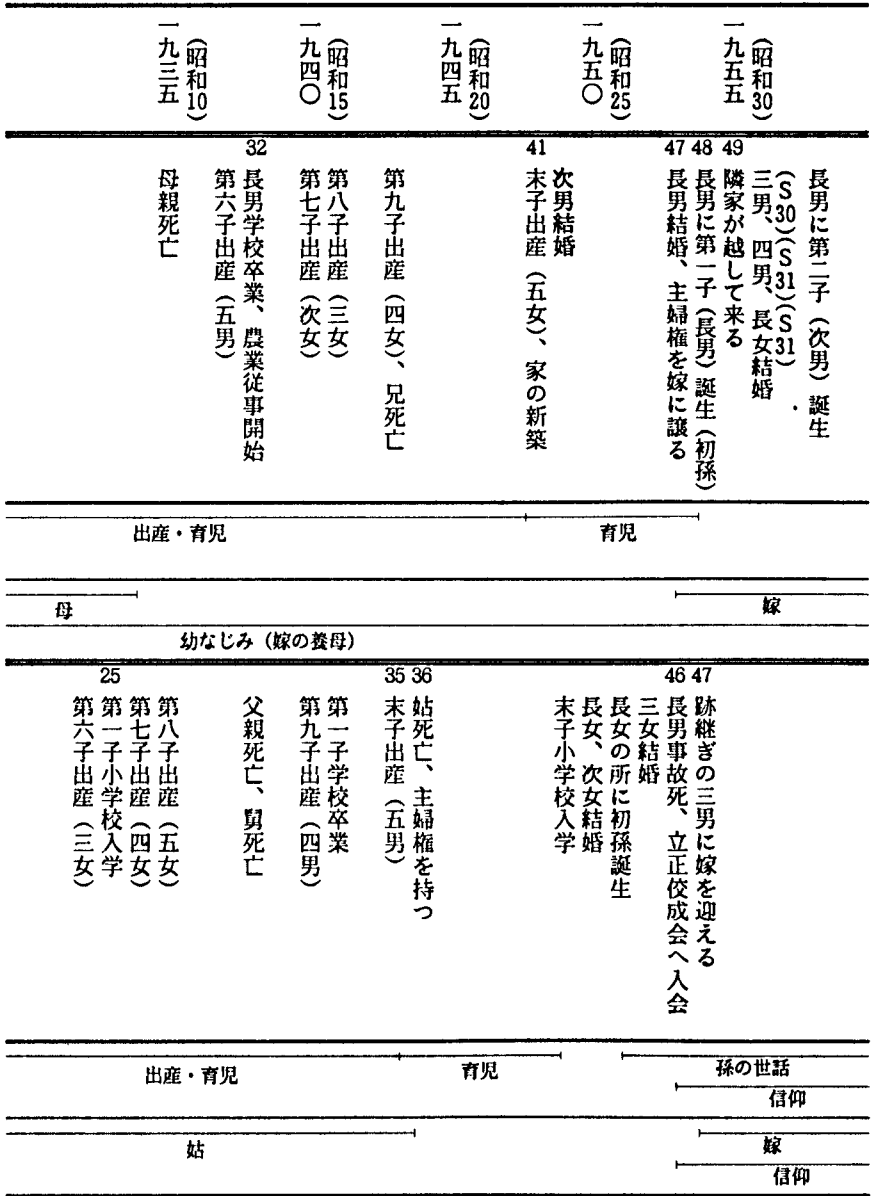 (昭和30)
一九五五
(昭和25)
一九五〇
(昭和20)
一九四五
(昭和15)
一九四〇
(昭和10)
一九三五
長男に第二子(次男)誕生
(S30)(S31)(S31)
三男、四男、長女結婚
49 隣家が越して来る
48 長男に第一子(長男)誕生(初孫)
47 長男結婚、主婦権を嫁に譲る
次男結婚
41 末子出産(五女)、家の新築
第九子出産(四女)、兄死亡
第八子出産(三女)
第七子出産(次女)
32 長男学校卒業、農業従事開始
第六子出産(五男)
母親死亡
出産・育児
育児
母
嫁
幼なじみ(嫁の養母)
47 跡継ぎの三男に嫁を迎える
46 長男事故死、立正佼成会へ入会
三女結婚
長女の所に初孫誕生
長女、次女結婚
末子小学校入学
36 姑死亡、主婦権を持つ
35 末子出産(五男)
第一子学校卒業
第九子出産(四男)
父親死亡、舅死亡
第八子出産(五女)
第七子出産(四女)
25 第一子小学校入学
第六子出産(三女)
出産・育児
育児
孫の世話
信仰
姑
嫁
信仰